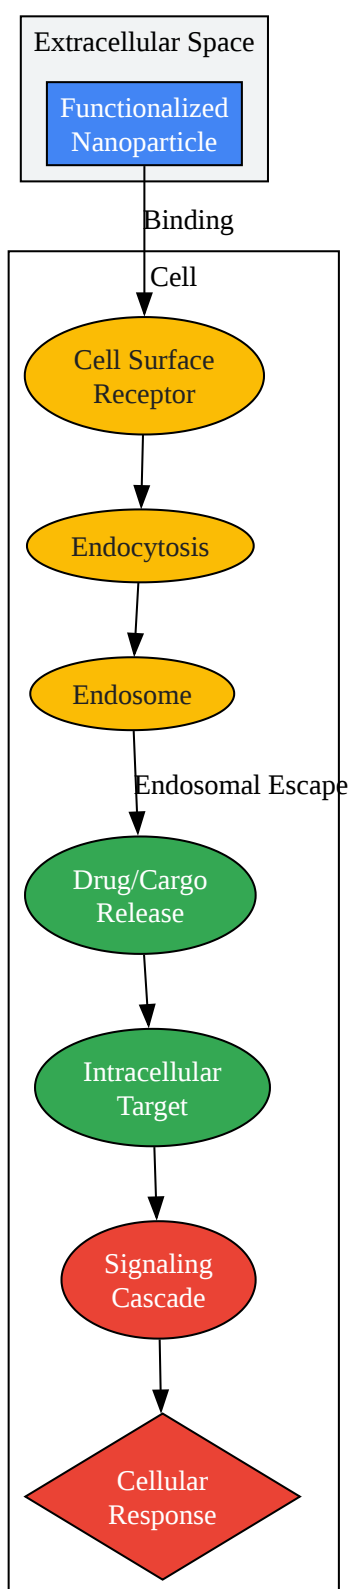 Extracellular Space
Functionalized
Nanoparticle
Binding
Cell
Cell Surface
Receptor
Endocytosis
Endosome
Endosomal Escape
Drug/Cargo
Release
Intracellular
Target
Signaling
Cascade
Cellular
Response